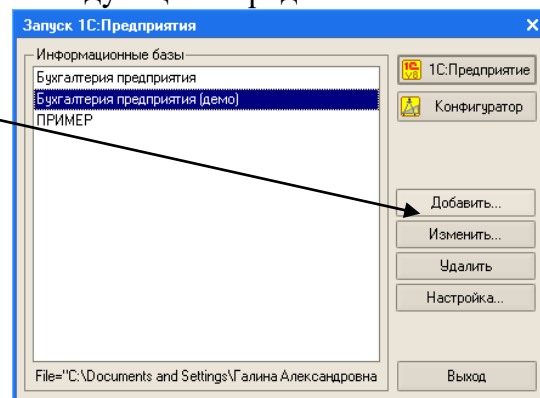 Запуск 1С:Предприятия
Информационные базы
Бухгалтерия предприятия
Бухгалтерия предприятия (демо)
ПРИМЕР
1С:Предприятие
Конфигуратор
Добавить...
Изменить...
Удалить
Настройка...
File="C:\Documents and Settings\Галина Александровна
Выход